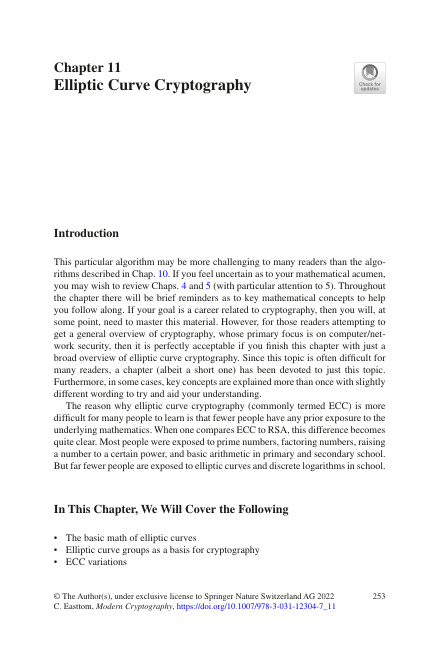 Chapter 11
Elliptic Curve Cryptography
Check for
updates
Introduction
This particular algorithm may be more challenging to many readers than the algo-
rithms described in Chap. 10. If you feel uncertain as to your mathematical acumen,
you may wish to review Chaps. 4 and 5 (with particular attention to 5). Throughout
the chapter there will be brief reminders as to key mathematical concepts to help
you follow along. If your goal is a career related to cryptography, then you will, at
some point, need to master this material. However, for those readers attempting to
get a general overview of cryptography, whose primary focus is on computer/net-
work security, then it is perfectly acceptable if you finish this chapter with just a
broad overview of elliptic curve cryptography. Since this topic is often difficult for
many readers, a chapter (albeit a short one) has been devoted to just this topic.
Furthermore, in some cases, key concepts are explained more than once with slightly
different wording to try and aid your understanding.
The reason why elliptic curve cryptography (commonly termed ECC) is more
difficult for many people to learn is that fewer people have any prior exposure to the
underlying mathematics. When one compares ECC to RSA, this difference becomes
quite clear. Most people were exposed to prime numbers, factoring numbers, raising
a number to a certain power, and basic arithmetic in primary and secondary school.
But far fewer people are exposed to elliptic curves and discrete logarithms in school.
In This Chapter, We Will Cover the Following
• The basic math of elliptic curves
• Elliptic curve groups as a basis for cryptography
• ECC variations
© The Author(s), under exclusive license to Springer Nature Switzerland AG 2022 253
C. Easttom, Modern Cryptography, https://doi.org/10.1007/978-3-031-12304-7_11